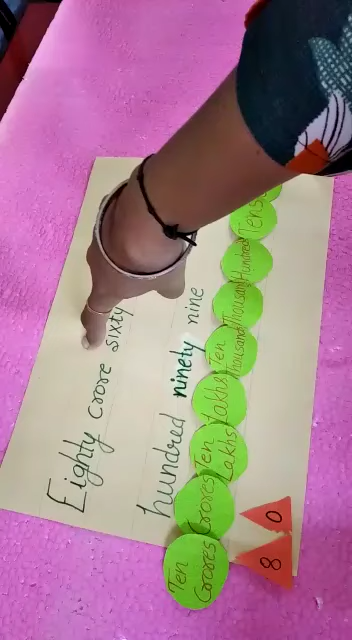 Eighty crore sixty
hundred ninety nine
Ten Crores
Crores
Ten Lakhs
Lakhs
Ten Thousand
Thousand
Hundred
Tens
8 0